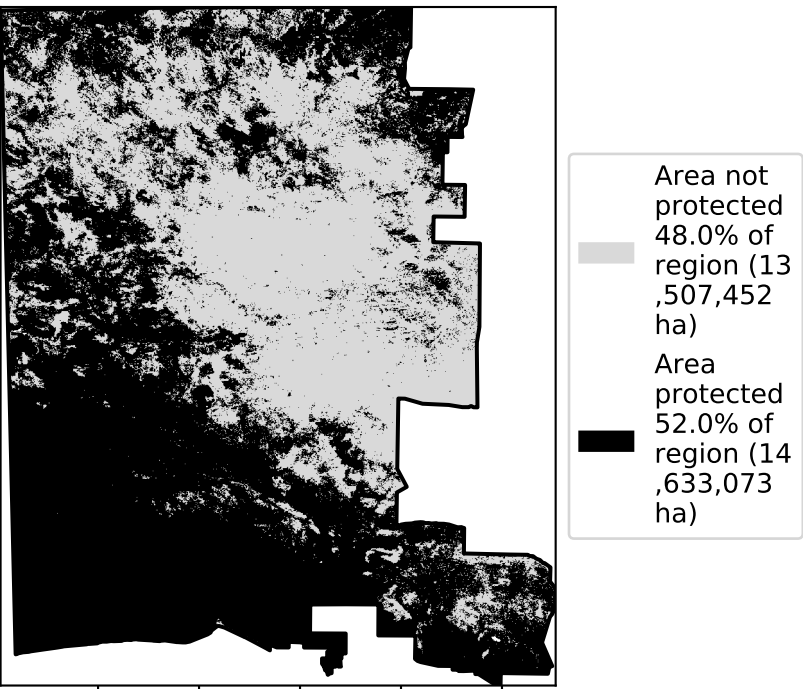 Area not
protected
48.0% of
region (13
,507,452
ha)
Area
protected
52.0% of
region (14
,633,073
ha)